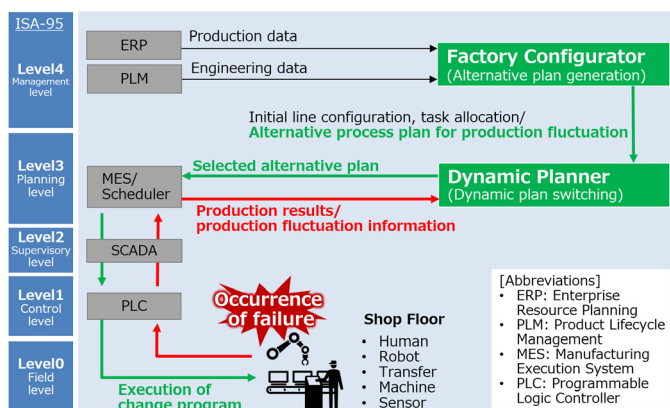 ISA-95
Level4
Management
level
Level3
Planning
level
Level2
Supervisory
level
Level1
Control
level
Level0
Field
level
ERP
Production data
PLM
Engineering data
Factory Configurator
(Alternative plan generation)
Initial line configuration, task allocation/
Alternative process plan for production fluctuation
MES/
Scheduler
Selected alternative plan
Dynamic Planner
(Dynamic plan switching)
Production results/
production fluctuation information
SCADA
PLC
Occurrence
of failure
Shop Floor
• Human
• Robot
• Transfer
• Machine
• Sensor
Execution of
change program
[Abbreviations]
• ERP: Enterprise
Resource Planning
• PLM: Product Lifecycle
Management
• MES: Manufacturing
Execution System
• PLC: Programmable
Logic Controller